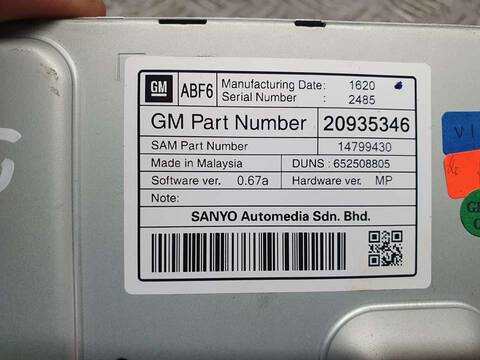 GM ABF6 Manufacturing Date: 1620
Serial Number : 2485
GM Part Number 20935346
SAM Part Number 14799430
Made in Malaysia DUNS : 652508805
Software ver. 0.67a Hardware ver. MP
Note:
SANYO Automedia Sdn. Bhd.